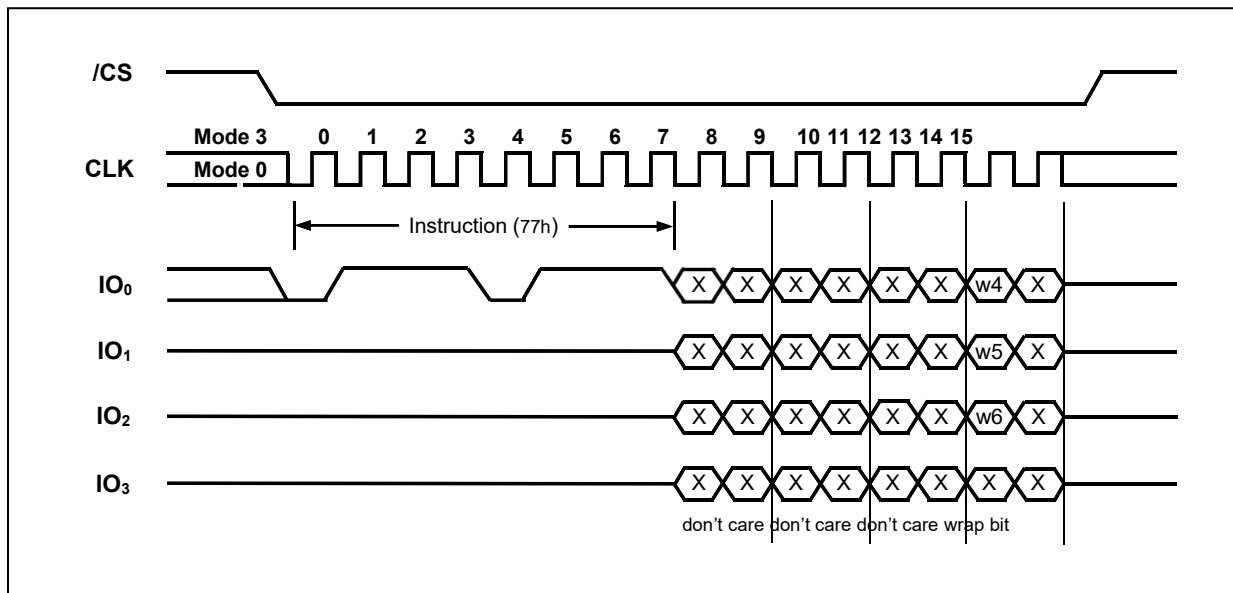 /CS
Mode 3 0 1 2 3 4 5 6 7 8 9 10 11 12 13 14 15
CLK Mode 0
Instruction (77h)
IO₀ X X X X X X w4 X
IO₁ X X X X X X w5 X
IO₂ X X X X X X w6 X
IO₃ X X X X X X X X
don't care don't care don't care wrap bit